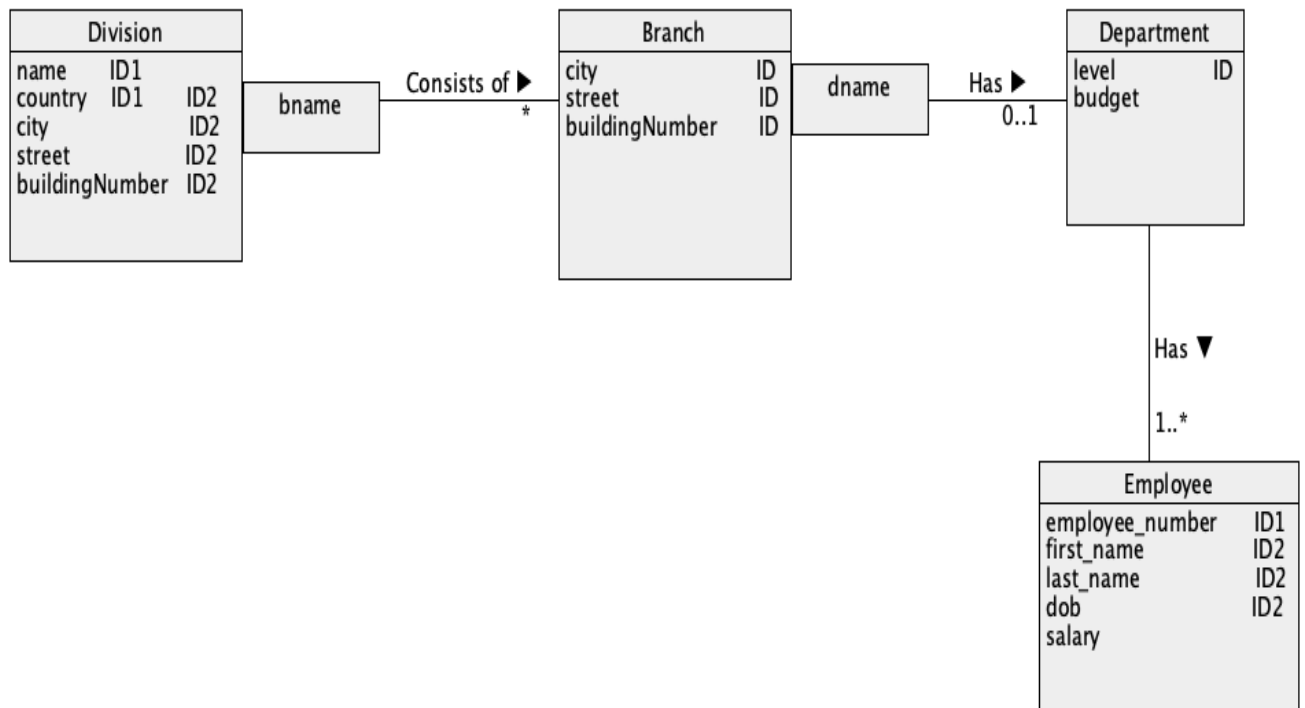 Division
name ID1
country ID1 ID2
city ID2
street ID2
buildingNumber ID2
bname
Consists of ▶
*
Branch
city ID
street ID
buildingNumber ID
dname
Has ▶
0..1
Department
level ID
budget
Has ▼
1..*
Employee
employee_number ID1
first_name ID2
last_name ID2
dob ID2
salary